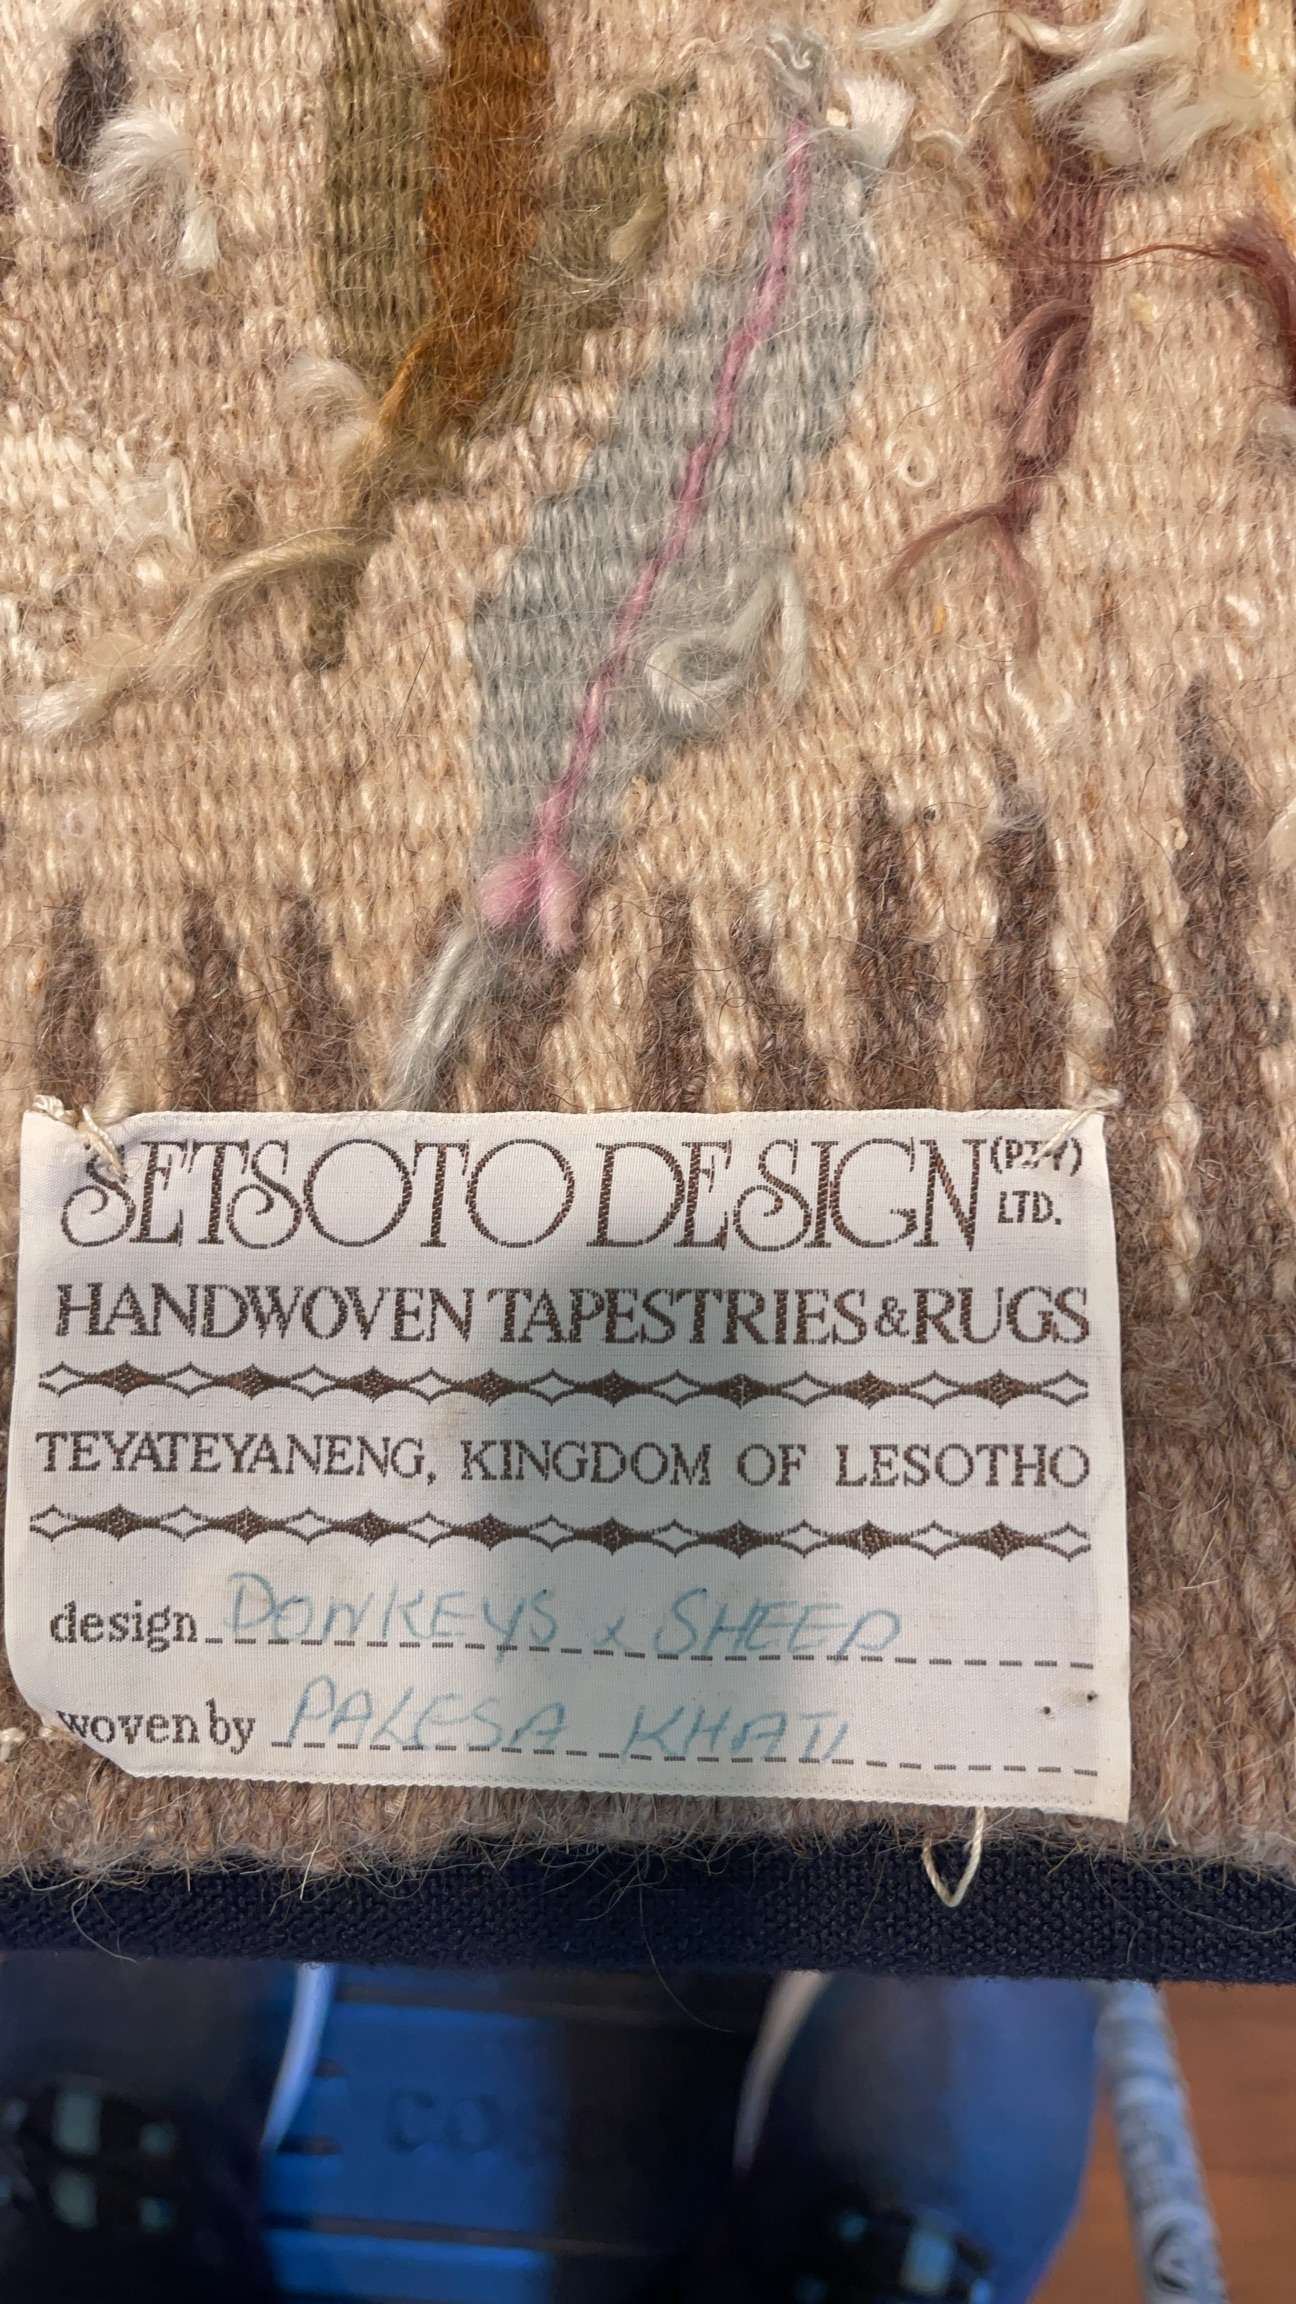 SETSOTO DESIGN (PTY) LTD.
HANDWOVEN TAPESTRIES & RUGS
TEYATEYANENG, KINGDOM OF LESOTHO
design DONKEYS & SHEEP
woven by PALESA KHATI